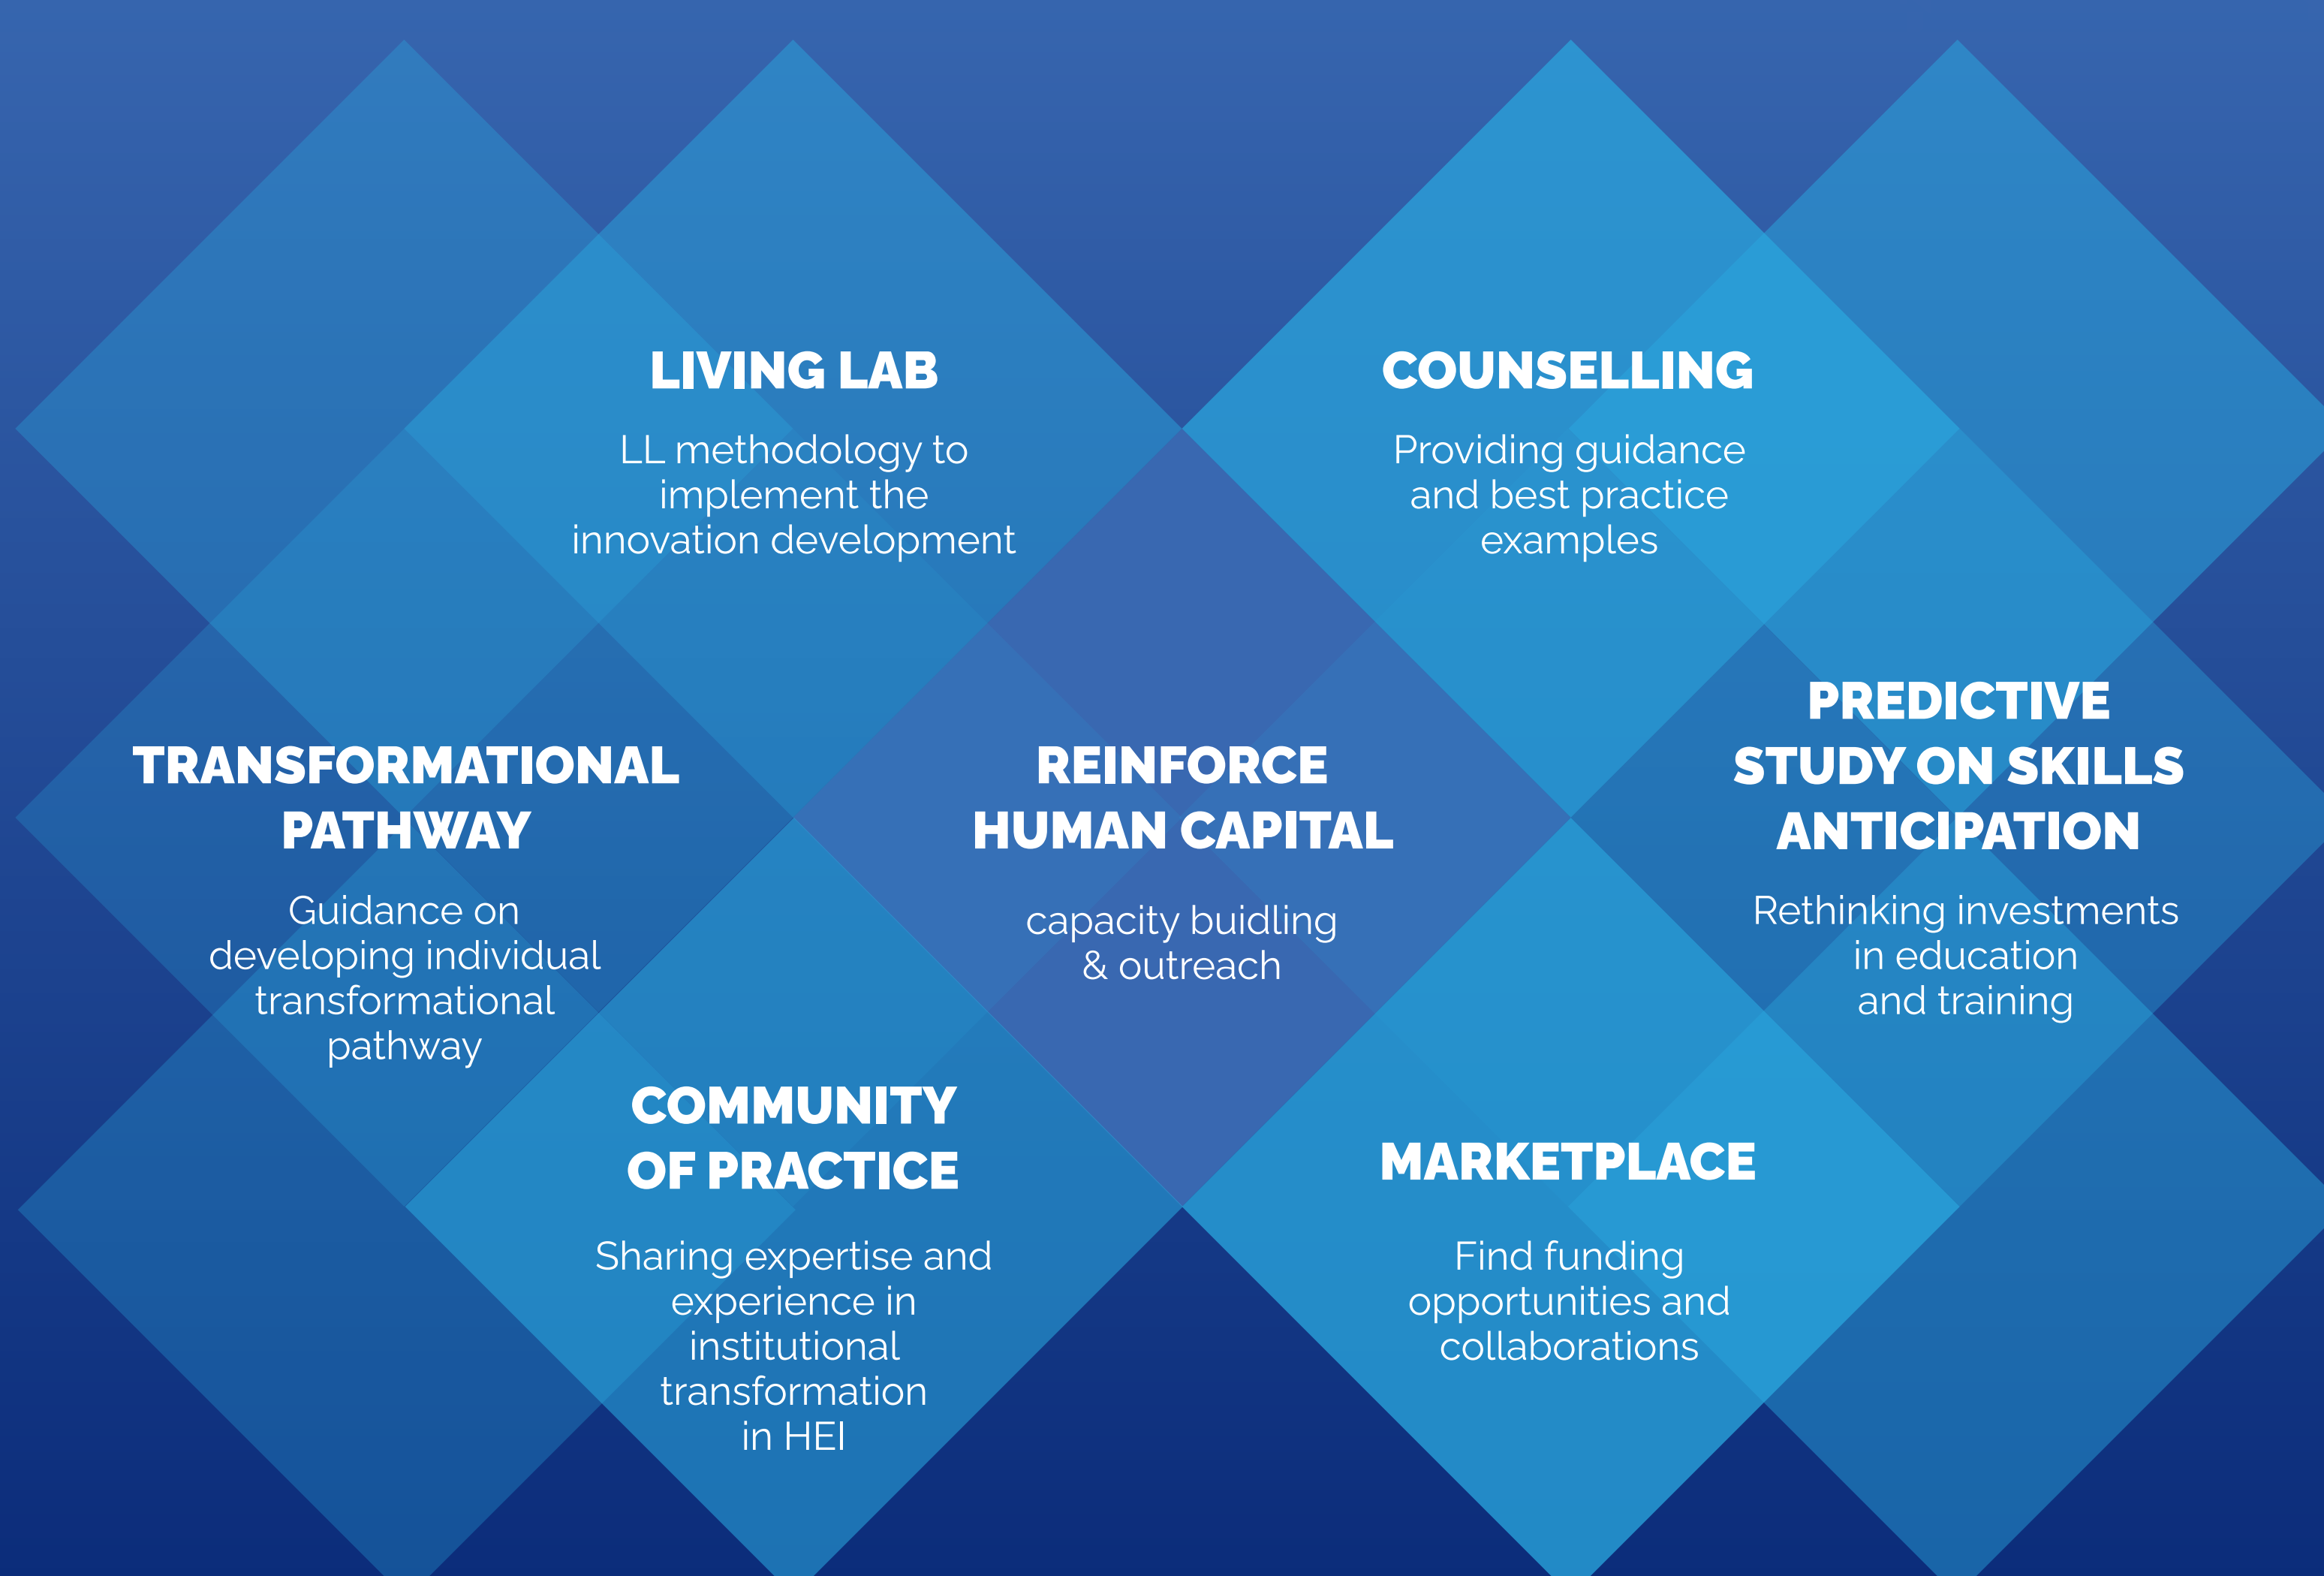 LIVING LAB
LL methodology to
implement the
innovation development
COUNSELLING
Providing guidance
and best practice
examples
TRANSFORMATIONAL
PATHWAY
Guidance on
developing individual
transformational
pathway
REINFORCE
HUMAN CAPITAL
capacity buidling
& outreach
PREDICTIVE
STUDY ON SKILLS
ANTICIPATION
Rethinking investments
in education
and training
COMMUNITY
OF PRACTICE
Sharing expertise and
experience in
institutional
transformation
in HEI
MARKETPLACE
Find funding
opportunities and
collaborations